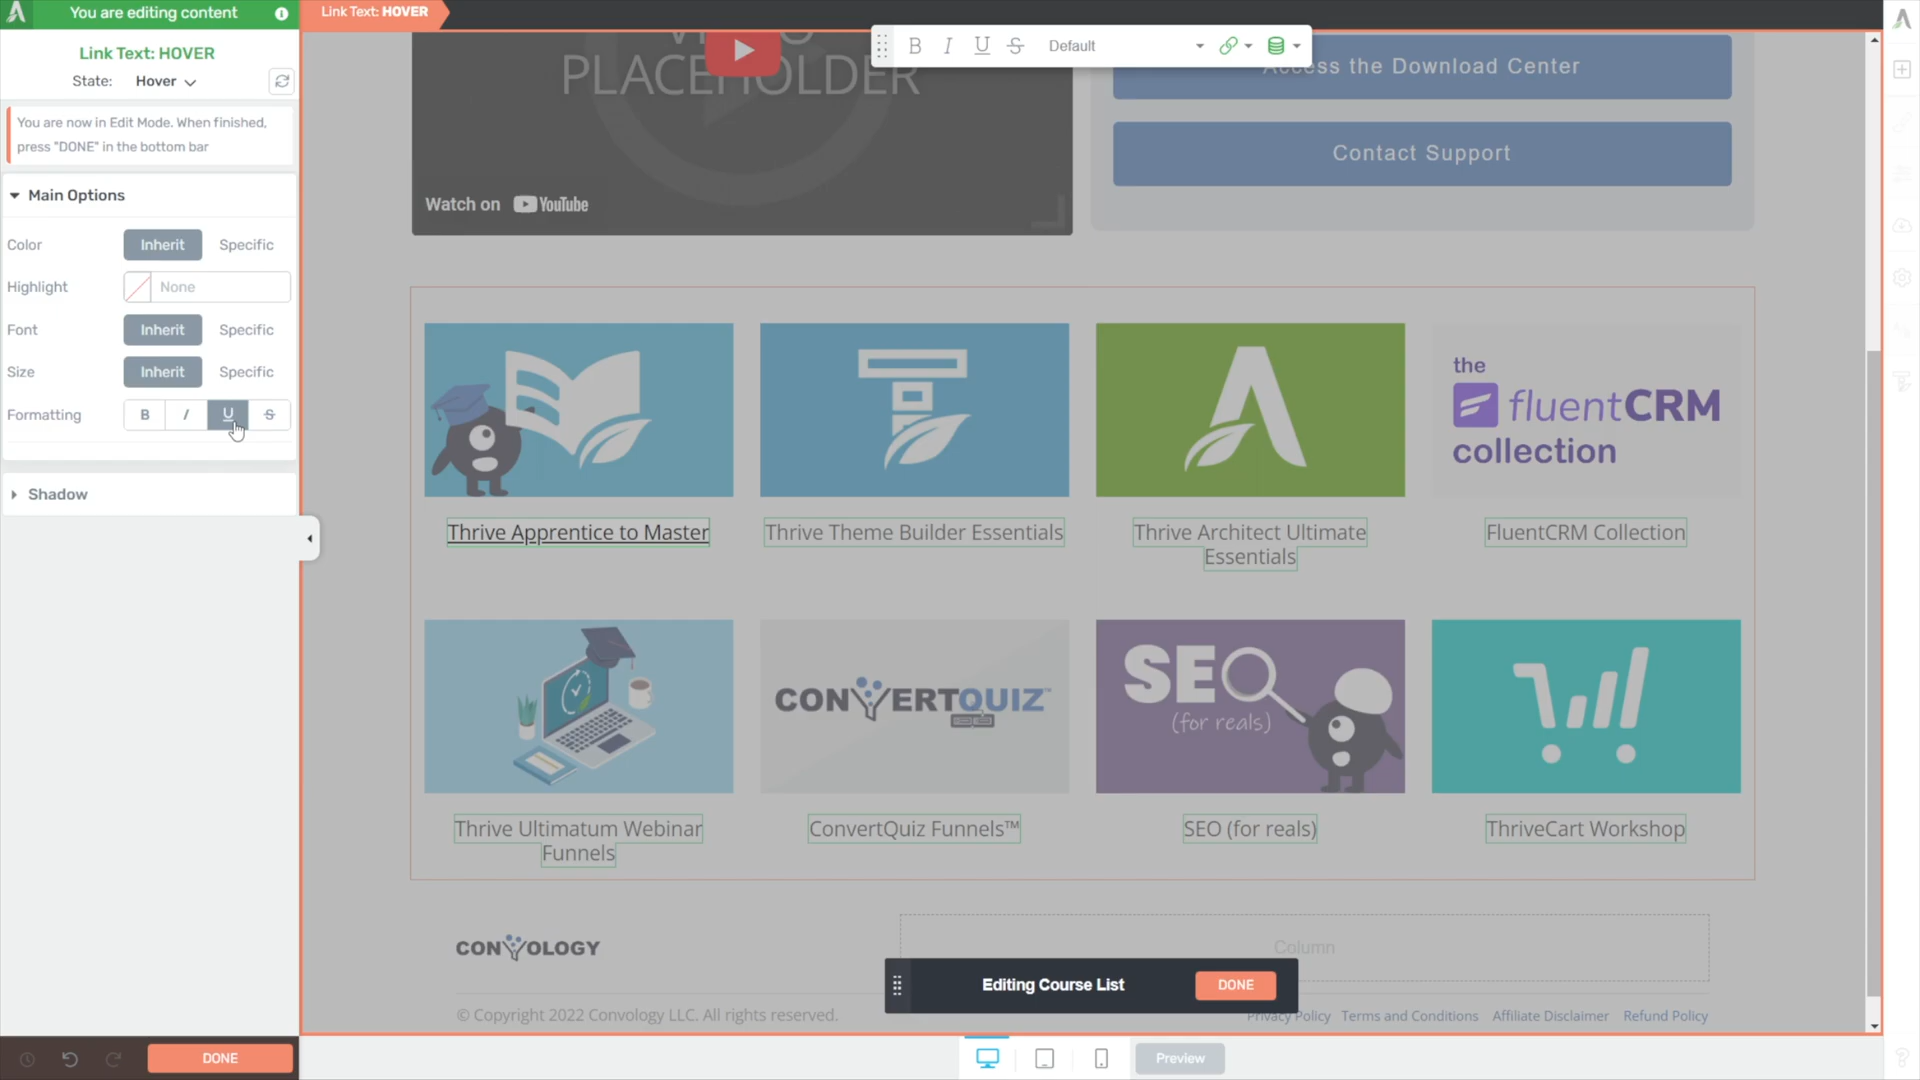 You are editing content
Link Text: HOVER
Link Text: HOVER
State: Hover
You are now in Edit Mode. When finished,
press "DONE" in the bottom bar
Main Options
Color Inherit Specific
Highlight None
Font Inherit Specific
Size Inherit Specific
Formatting B I U S
Shadow
DONE
B I U S Default
PLACEHOLDER
Watch on YouTube
Access the Download Center
Contact Support
the
fluentCRM
collection
Thrive Apprentice to Master
Thrive Theme Builder Essentials
Thrive Architect Ultimate
Essentials
FluentCRM Collection
CONVERTQUIZ™
SEO
(for reals)
Thrive Ultimatum Webinar
Funnels
ConvertQuiz Funnels™
SEO (for reals)
ThriveCart Workshop
CONVOLOGY
Column
Editing Course List DONE
© Copyright 2022 Convology LLC. All rights reserved.
Privacy Policy Terms and Conditions Affiliate Disclaimer Refund Policy
Preview